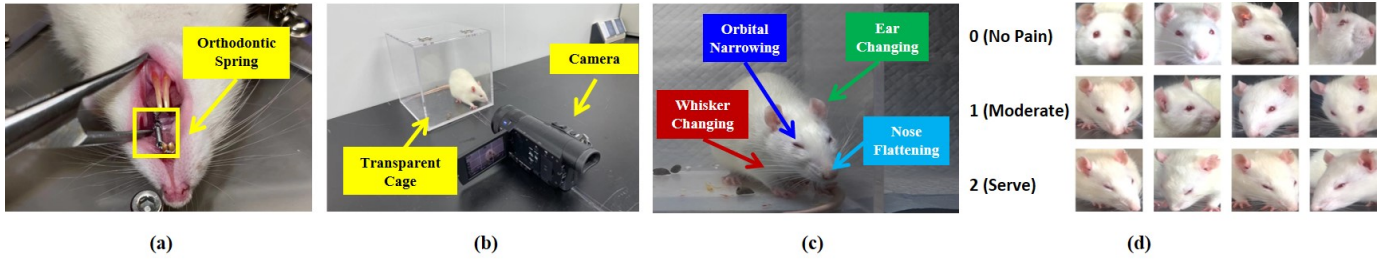 Orthodontic
Spring
(a)
Camera
Transparent
Cage
(b)
Orbital
Narrowing
Ear
Changing
Whisker
Changing
Nose
Flattening
(c)
0 (No Pain)
1 (Moderate)
2 (Serve)
(d)